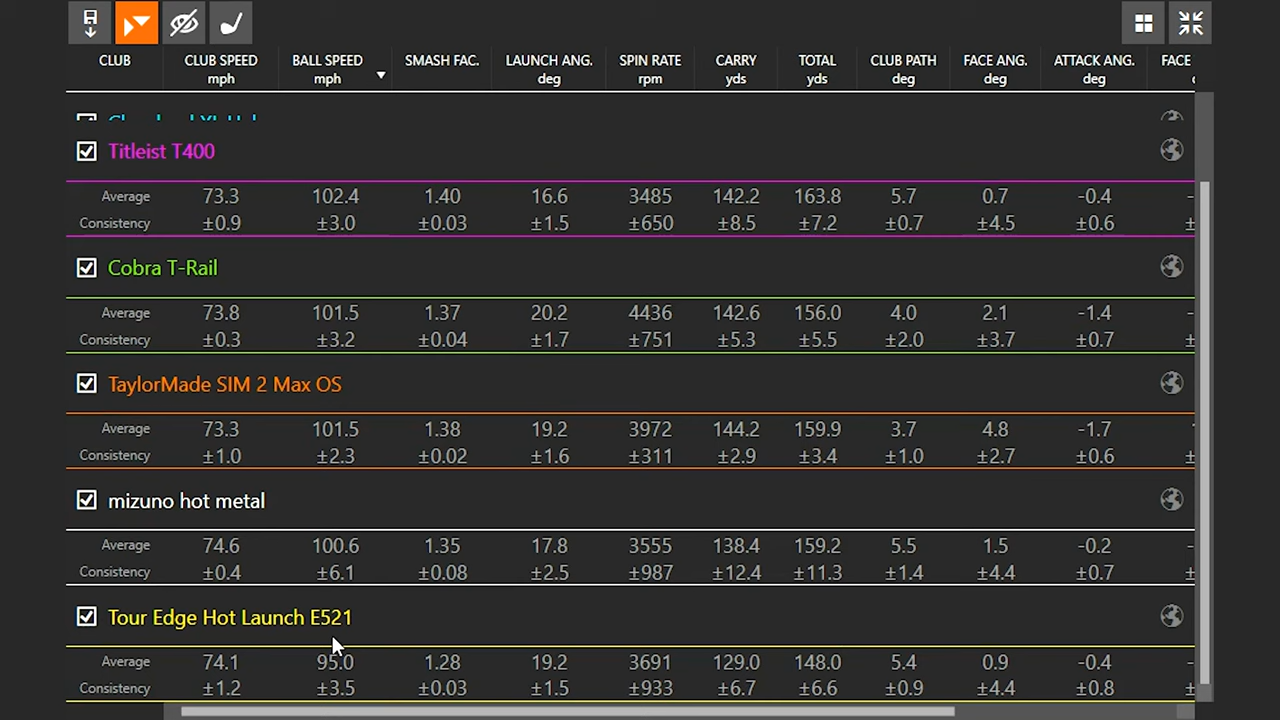 CLUB CLUB SPEED BALL SPEED SMASH FAC. LAUNCH ANG. SPIN RATE CARRY TOTAL CLUB PATH FACE ANG. ATTACK ANG. FACE
mph mph deg rpm yds yds deg deg deg
Titleist T400
Average 73.3 102.4 1.40 16.6 3485 142.2 163.8 5.7 0.7 -0.4 -
Consistency ±0.9 ±3.0 ±0.03 ±1.5 ±650 ±8.5 ±7.2 ±0.7 ±4.5 ±0.6 ±
Cobra T-Rail
Average 73.8 101.5 1.37 20.2 4436 142.6 156.0 4.0 2.1 -1.4 -
Consistency ±0.3 ±3.2 ±0.04 ±1.7 ±751 ±5.3 ±5.5 ±2.0 ±3.7 ±0.7 ±
TaylorMade SIM 2 Max OS
Average 73.3 101.5 1.38 19.2 3972 144.2 159.9 3.7 4.8 -1.7
Consistency ±1.0 ±2.3 ±0.02 ±1.6 ±311 ±2.9 ±3.4 ±1.0 ±2.7 ±0.6 ±
mizuno hot metal
Average 74.6 100.6 1.35 17.8 3555 138.4 159.2 5.5 1.5 -0.2 -
Consistency ±0.4 ±6.1 ±0.08 ±2.5 ±987 ±12.4 ±11.3 ±1.4 ±4.4 ±0.7 ±
Tour Edge Hot Launch E521
Average 74.1 95.0 1.28 19.2 3691 129.0 148.0 5.4 0.9 -0.4 -
Consistency ±1.2 ±3.5 ±0.03 ±1.5 ±933 ±6.7 ±6.6 ±0.9 ±4.4 ±0.8 ±